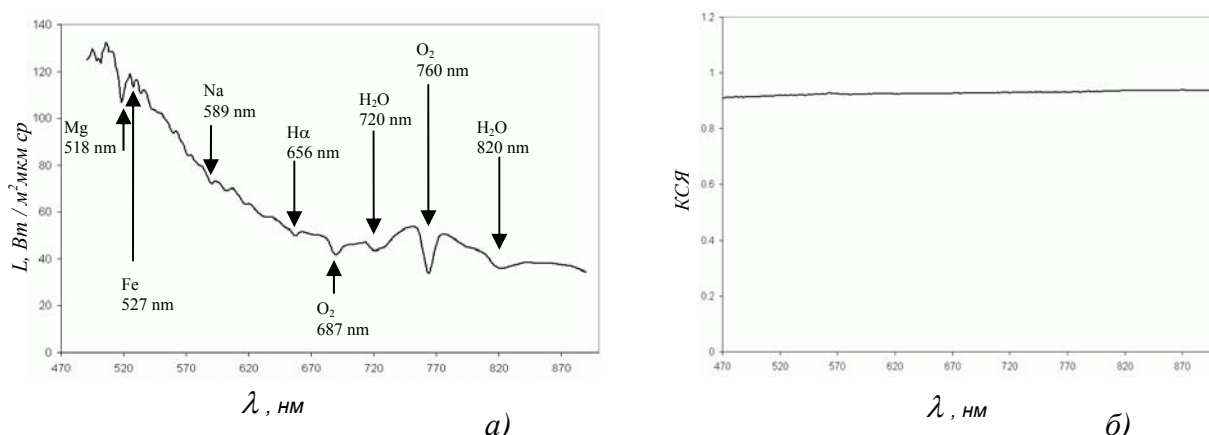 140
120
100
80
60
40
20
0
470 520 570 620 670 720 770 820 870
L, Вт / м²мкм ср
λ , нм
а)
Mg
518 nm
Fe
527 nm
Na
589 nm
Hα
656 nm
O₂
687 nm
H₂O
720 nm
O₂
760 nm
H₂O
820 nm
1.2
1
0.8
0.6
0.4
0.2
0
470 520 570 620 670 720 770 820 870
КСЯ
λ , нм
б)